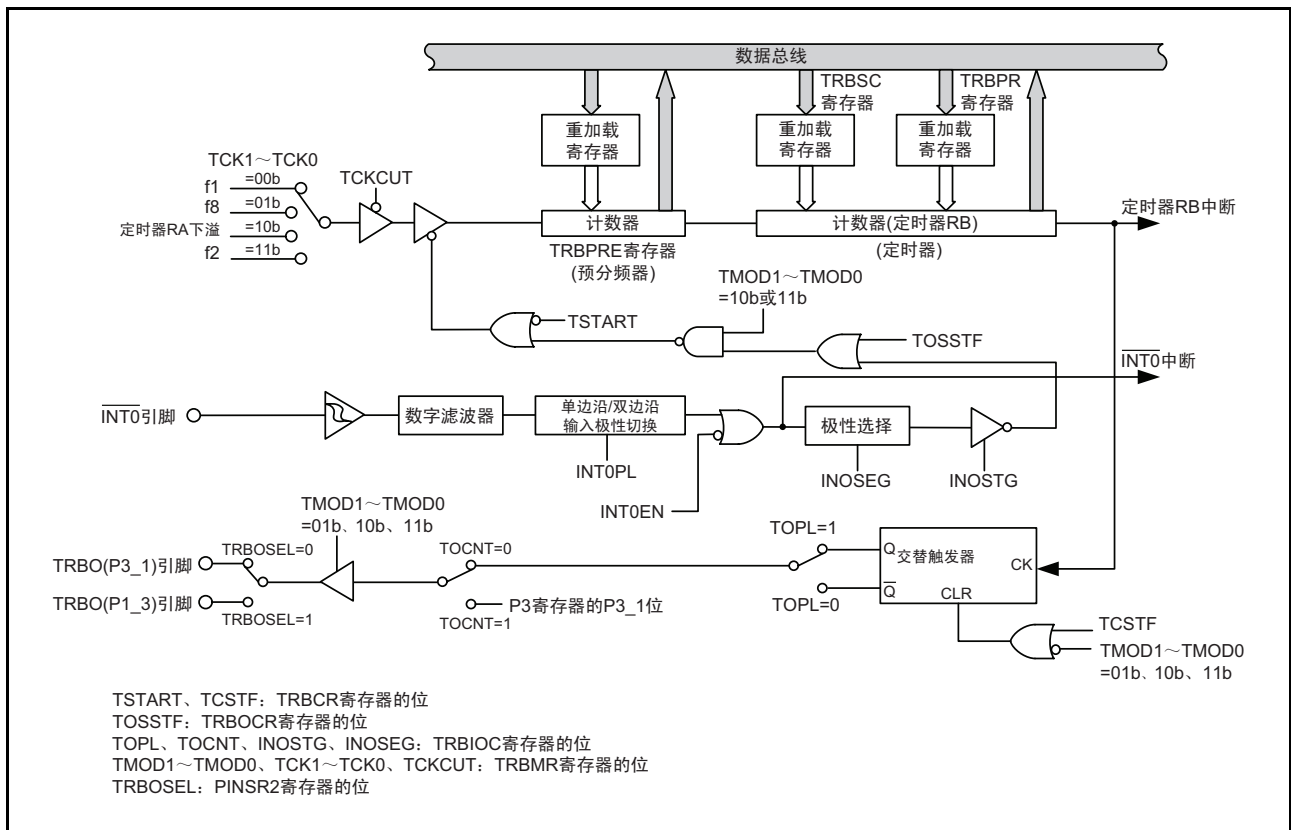 数据总线
TRBSC
寄存器
TRBPR
寄存器
重加载
寄存器
重加载
寄存器
重加载
寄存器
TCK1～TCK0
f1 =00b
f8 =01b
定时器RA下溢 =10b
f2 =11b
TCKCUT
计数器
TRBPRE寄存器
(预分频器)
计数器(定时器RB)
(定时器)
定时器RB中断
TMOD1～TMOD0
=10b或11b
TSTART
TOSSTF
INT0中断
INT0引脚
数字滤波器
单边沿/双边沿
输入极性切换
INT0PL
INT0EN
极性选择
INOSEG
INOSTG
TMOD1～TMOD0
=01b、10b、11b
TRBOSEL=0
TRBO(P3_1)引脚
TRBO(P1_3)引脚
TRBOSEL=1
TOCNT=0
P3寄存器的P3_1位
TOCNT=1
TOPL=1
TOPL=0
Q 交替触发器
CK
Q
CLR
TCSTF
TMOD1～TMOD0
=01b、10b、11b
TSTART、TCSTF：TRBCR寄存器的位
TOSSTF：TRBOCR寄存器的位
TOPL、TOCNT、INOSTG、INOSEG：TRBIOC寄存器的位
TMOD1～TMOD0、TCK1～TCK0、TCKCUT：TRBMR寄存器的位
TRBOSEL：PINSR2寄存器的位